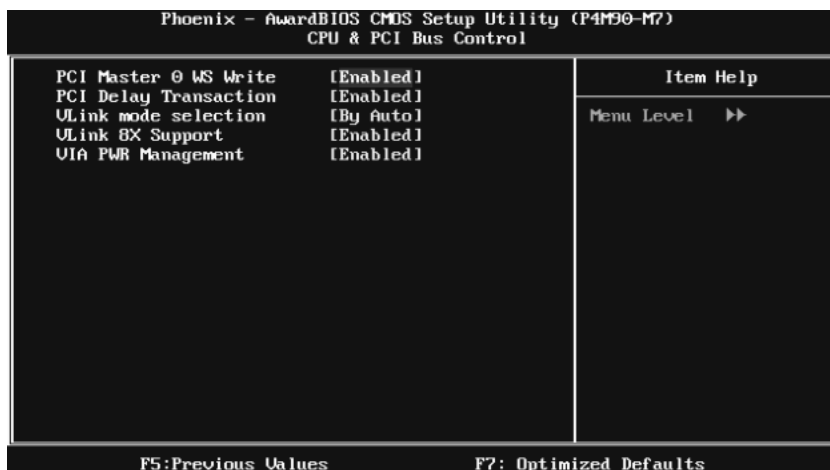 Phoenix - AwardBIOS CMOS Setup Utility (P4M90-M7)
CPU & PCI Bus Control
PCI Master 0 WS Write [Enabled]
PCI Delay Transaction [Enabled]
VLink mode selection [By Auto]
VLink 8X Support [Enabled]
VIA PWR Management [Enabled]
Item Help
Menu Level ▶▶
F5:Previous Values F7: Optimized Defaults